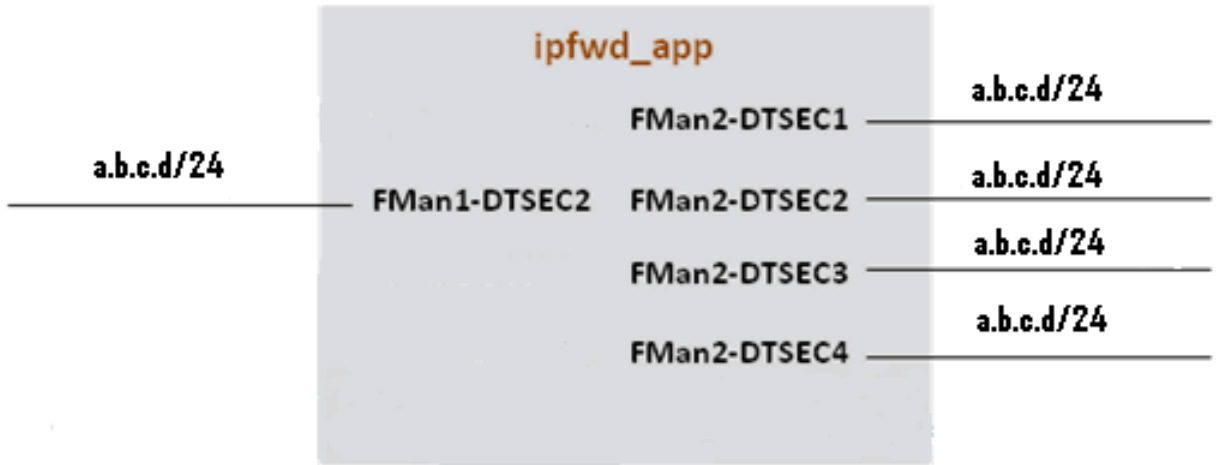 ipfwd_app
a.b.c.d/24
FMan2-DTSEC1
a.b.c.d/24
FMan1-DTSEC2
FMan2-DTSEC2
a.b.c.d/24
FMan2-DTSEC3
a.b.c.d/24
FMan2-DTSEC4
a.b.c.d/24